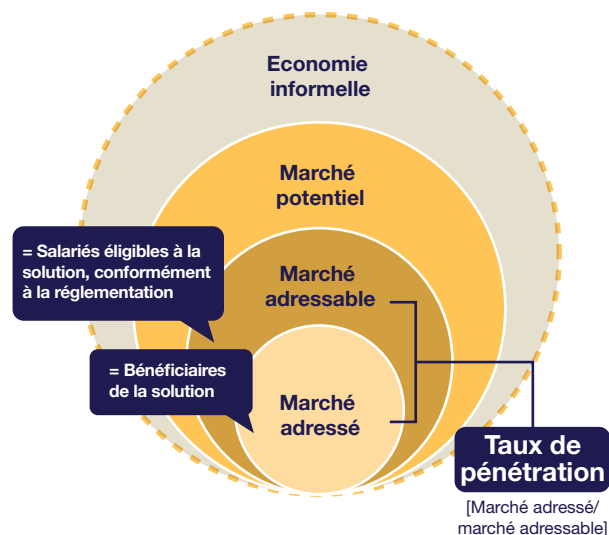 Economie
informelle
Marché
potentiel
= Salariés éligibles à la
solution, conformément
à la réglementation
Marché
adressable
= Bénéficiaires
de la solution
Marché
adressé
Taux de
pénétration
[Marché adressé/
marché adressable]